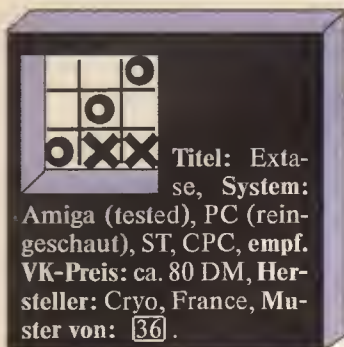 Titel: Exta-
se, System:
Amiga (tested), PC (rein-
geschaut), ST, CPC, empf.
VK-Preis: ca. 80 DM, Her-
steller: Cryo, France, Mu-
ster von: 36 .